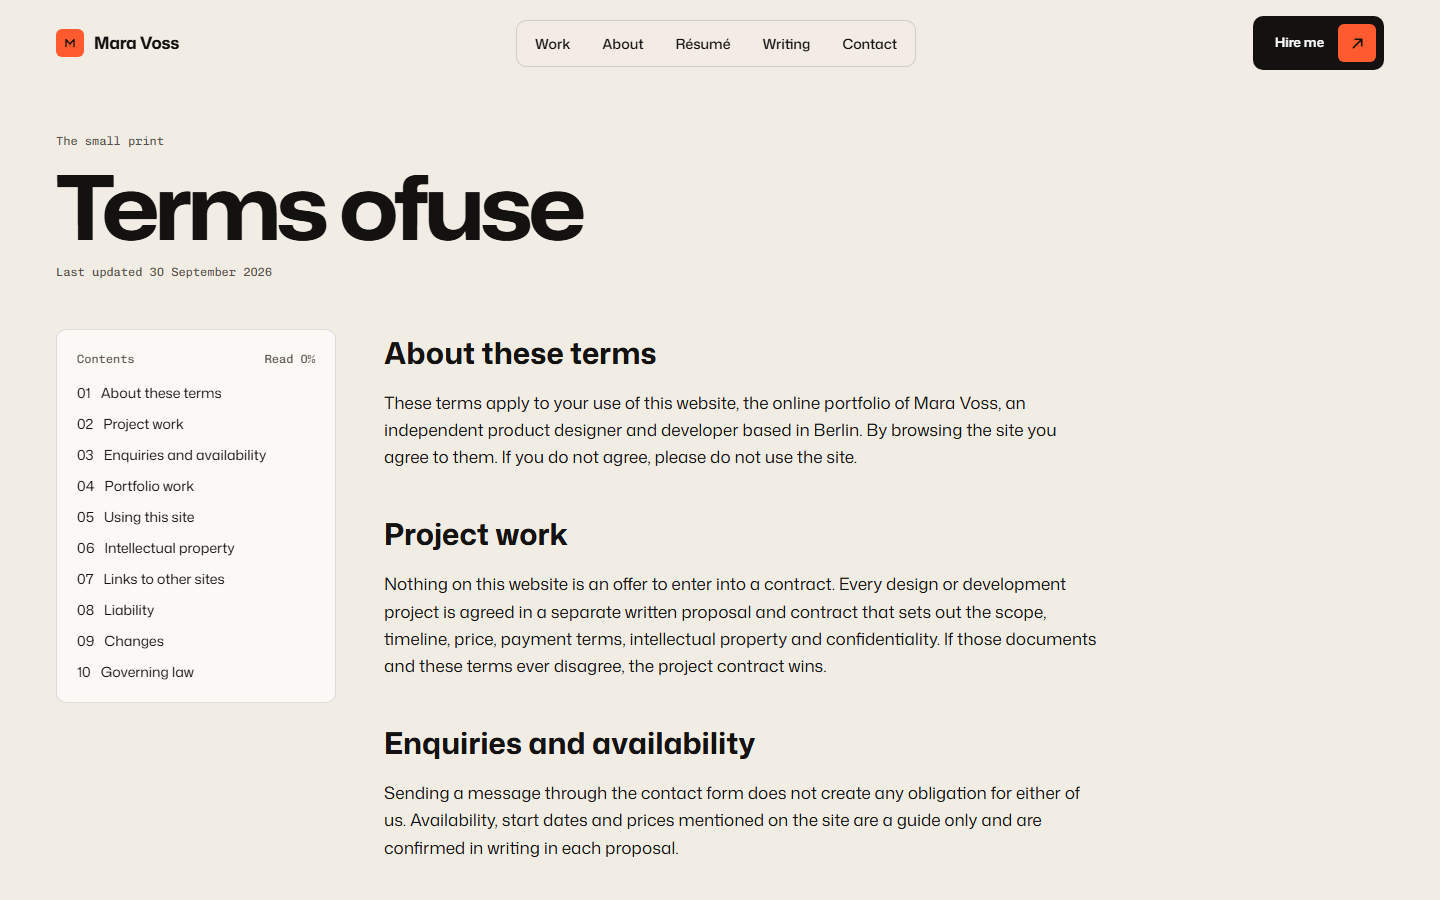 M Mara Voss
Work About Résumé Writing Contact
Hire me
The small print
Terms of use
Last updated 30 September 2026
Contents Read 0%
01 About these terms
02 Project work
03 Enquiries and availability
04 Portfolio work
05 Using this site
06 Intellectual property
07 Links to other sites
08 Liability
09 Changes
10 Governing law
About these terms
These terms apply to your use of this website, the online portfolio of Mara Voss, an
independent product designer and developer based in Berlin. By browsing the site you
agree to them. If you do not agree, please do not use the site.
Project work
Nothing on this website is an offer to enter into a contract. Every design or development
project is agreed in a separate written proposal and contract that sets out the scope,
timeline, price, payment terms, intellectual property and confidentiality. If those documents
and these terms ever disagree, the project contract wins.
Enquiries and availability
Sending a message through the contact form does not create any obligation for either of
us. Availability, start dates and prices mentioned on the site are a guide only and are
confirmed in writing in each proposal.